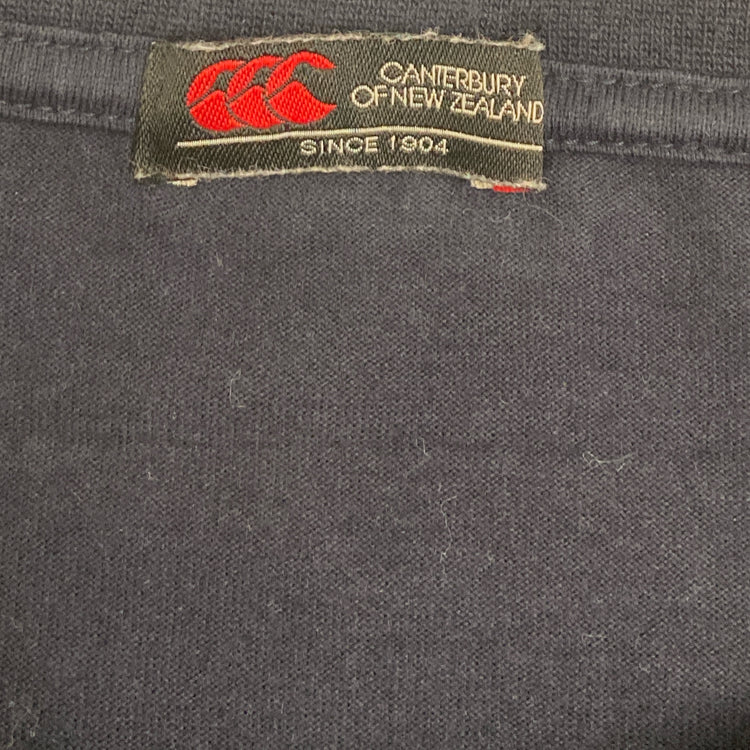 CANTERBURY
OF NEW ZEALAND
SINCE 1904